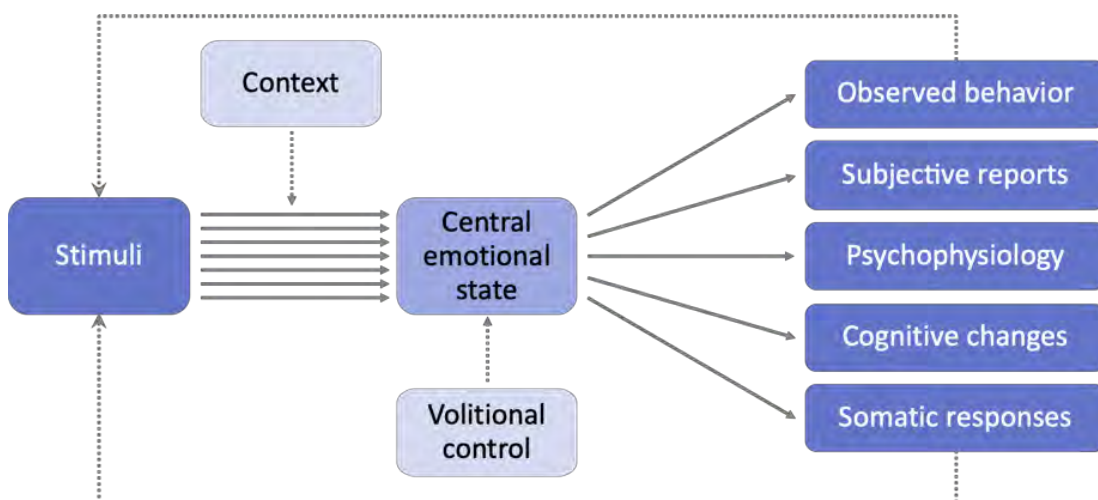 Context
Observed behavior
Subjective reports
Stimuli
Central
emotional
state
Psychophysiology
Cognitive changes
Volitional
control
Somatic responses